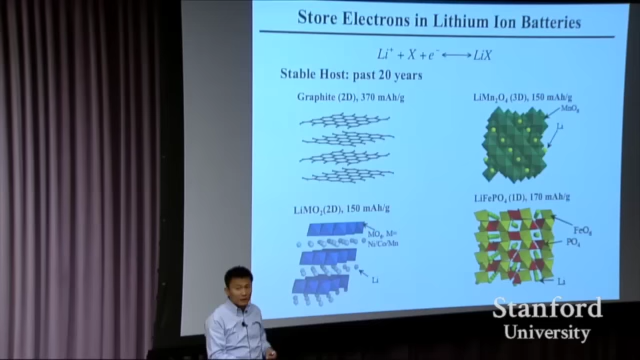 Store Electrons in Lithium Ion Batteries
Li⁺ + X + e⁻ ⟷ LiX
Stable Host: past 20 years
Graphite (2D), 370 mAh/g
LiMn₂O₄ (3D), 150 mAh/g
MnO₆
Li
LiMO₂(2D), 150 mAh/g
MO₆, M=
Ni/Co/Mn
Li
LiFePO₄ (1D), 170 mAh/g
FeO₆
PO₄
Li
Stanford
University